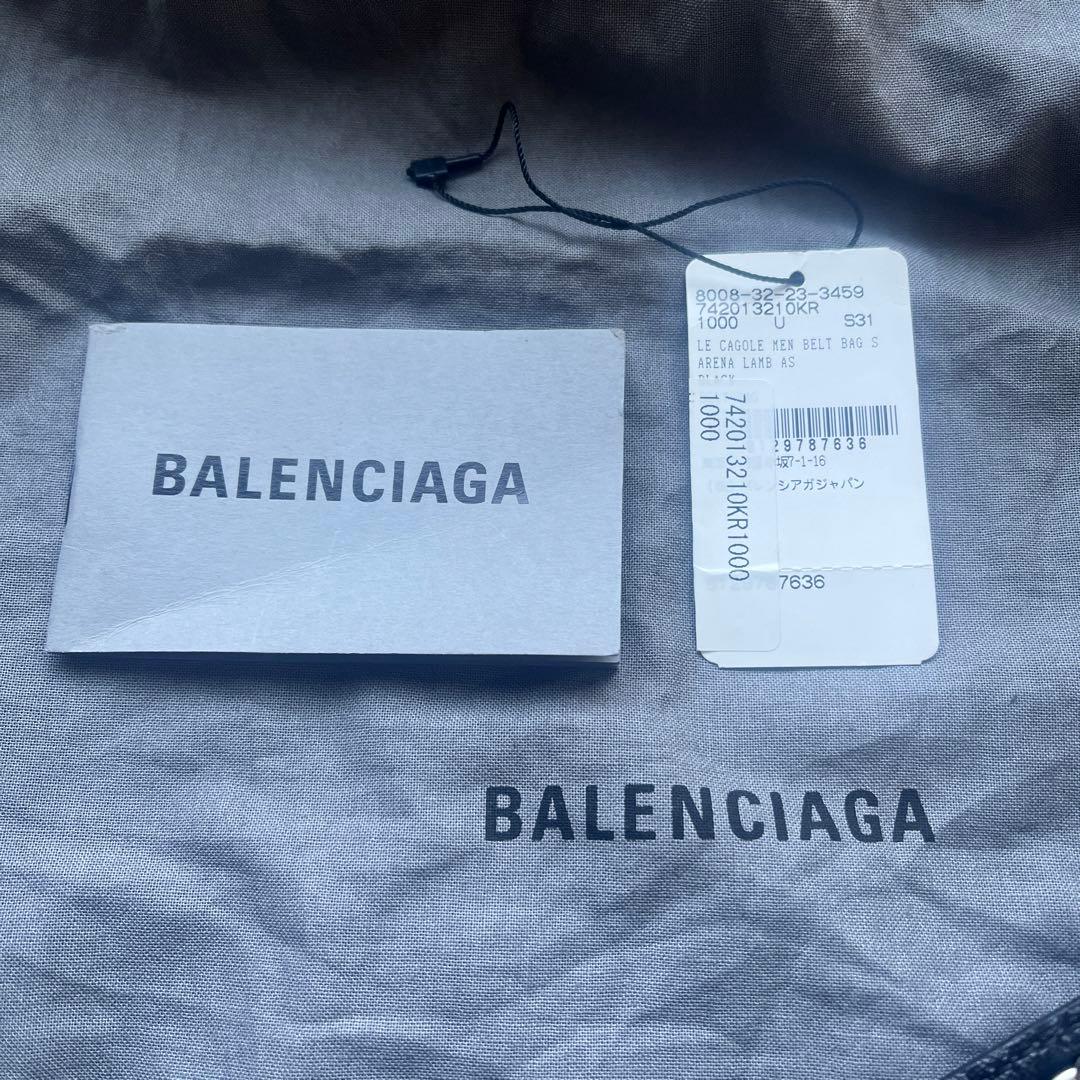 BALENCIAGA
8008-32-23-3459
742013210KR
1000 U S31
LE CAGOLE MEN BELT BAG S
ARENA LAMB AS
BLACK
742013210KR1000
1000
29787636
坂7-1-16
シアガジャパン
7636
BALENCIAGA